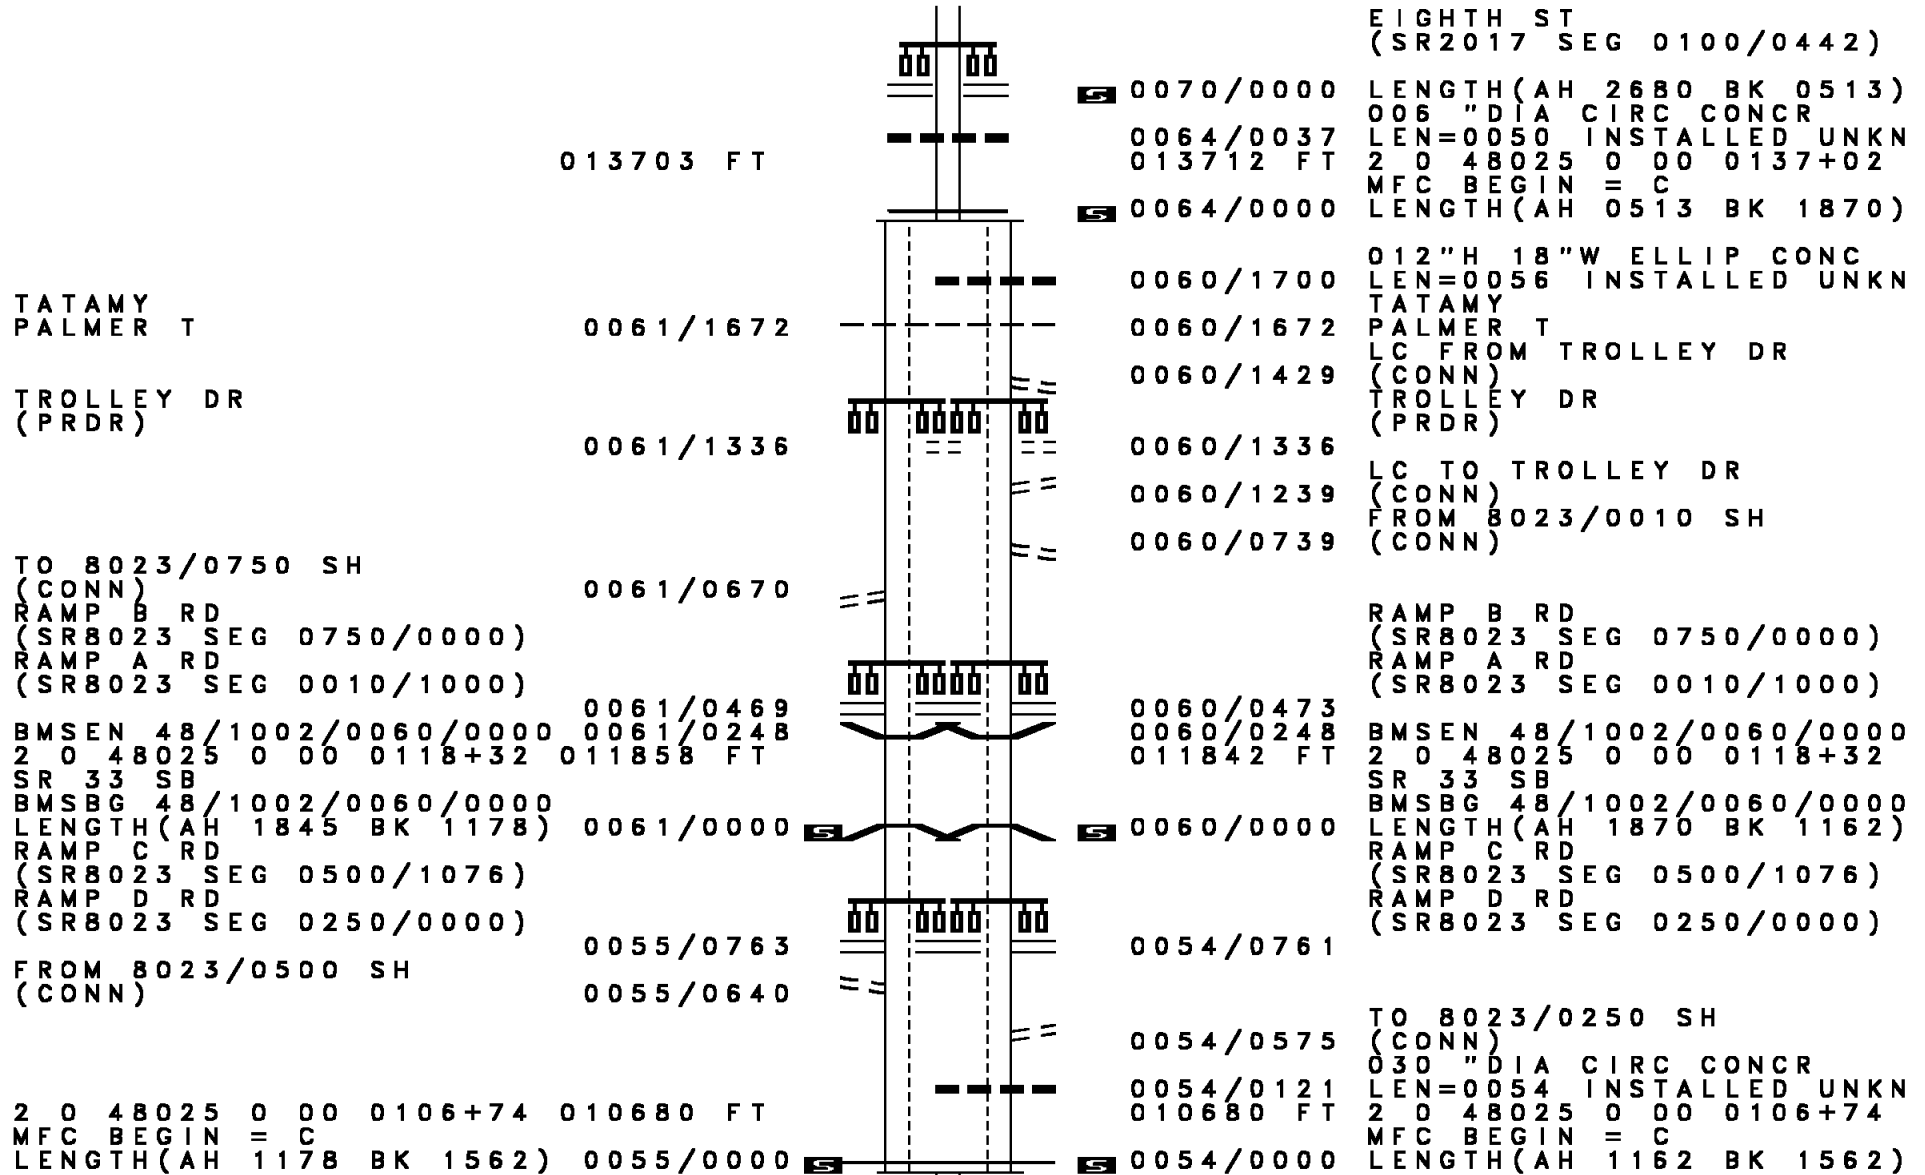 EIGHTH ST
(SR2017 SEG 0100/0442)
S 0070/0000 LENGTH(AH 2680 BK 0513)
006 "DIA CIRC CONCR
0064/0037 LEN=0050 INSTALLED UNKN
013703 FT 013712 FT 2 0 48025 0 00 0137+02
MFC BEGIN = C
S 0064/0000 LENGTH(AH 0513 BK 1870)
012"H 18"W ELLIP CONC
0060/1700 LEN=0056 INSTALLED UNKN
TATAMY TATAMY
PALMER T 0061/1672 0060/1672 PALMER T
LC FROM TROLLEY DR
0060/1429 (CONN)
TROLLEY DR TROLLEY DR
(PRDR) (PRDR)
0061/1336 0060/1336
LC TO TROLLEY DR
0060/1239 (CONN)
FROM 8023/0010 SH
0060/0739 (CONN)
TO 8023/0750 SH
(CONN) 0061/0670
RAMP B RD RAMP B RD
(SR8023 SEG 0750/0000) (SR8023 SEG 0750/0000)
RAMP A RD RAMP A RD
(SR8023 SEG 0010/1000) (SR8023 SEG 0010/1000)
0061/0469 0060/0473
BMSEN 48/1002/0060/0000 0061/0248 0060/0248 BMSEN 48/1002/0060/0000
2 0 48025 0 00 0118+32 011858 FT 011842 FT 2 0 48025 0 00 0118+32
SR 33 SB SR 33 SB
BMSBG 48/1002/0060/0000 BMSBG 48/1002/0060/0000
LENGTH(AH 1845 BK 1178) 0061/0000 S S 0060/0000 LENGTH(AH 1870 BK 1162)
RAMP C RD RAMP C RD
(SR8023 SEG 0500/1076) (SR8023 SEG 0500/1076)
RAMP D RD RAMP D RD
(SR8023 SEG 0250/0000) (SR8023 SEG 0250/0000)
0055/0763 0054/0761
FROM 8023/0500 SH
(CONN) 0055/0640
TO 8023/0250 SH
0054/0575 (CONN)
030 "DIA CIRC CONCR
0054/0121 LEN=0054 INSTALLED UNKN
2 0 48025 0 00 0106+74 010680 FT 010680 FT 2 0 48025 0 00 0106+74
MFC BEGIN = C MFC BEGIN = C
LENGTH(AH 1178 BK 1562) 0055/0000 S S 0054/0000 LENGTH(AH 1162 BK 1562)